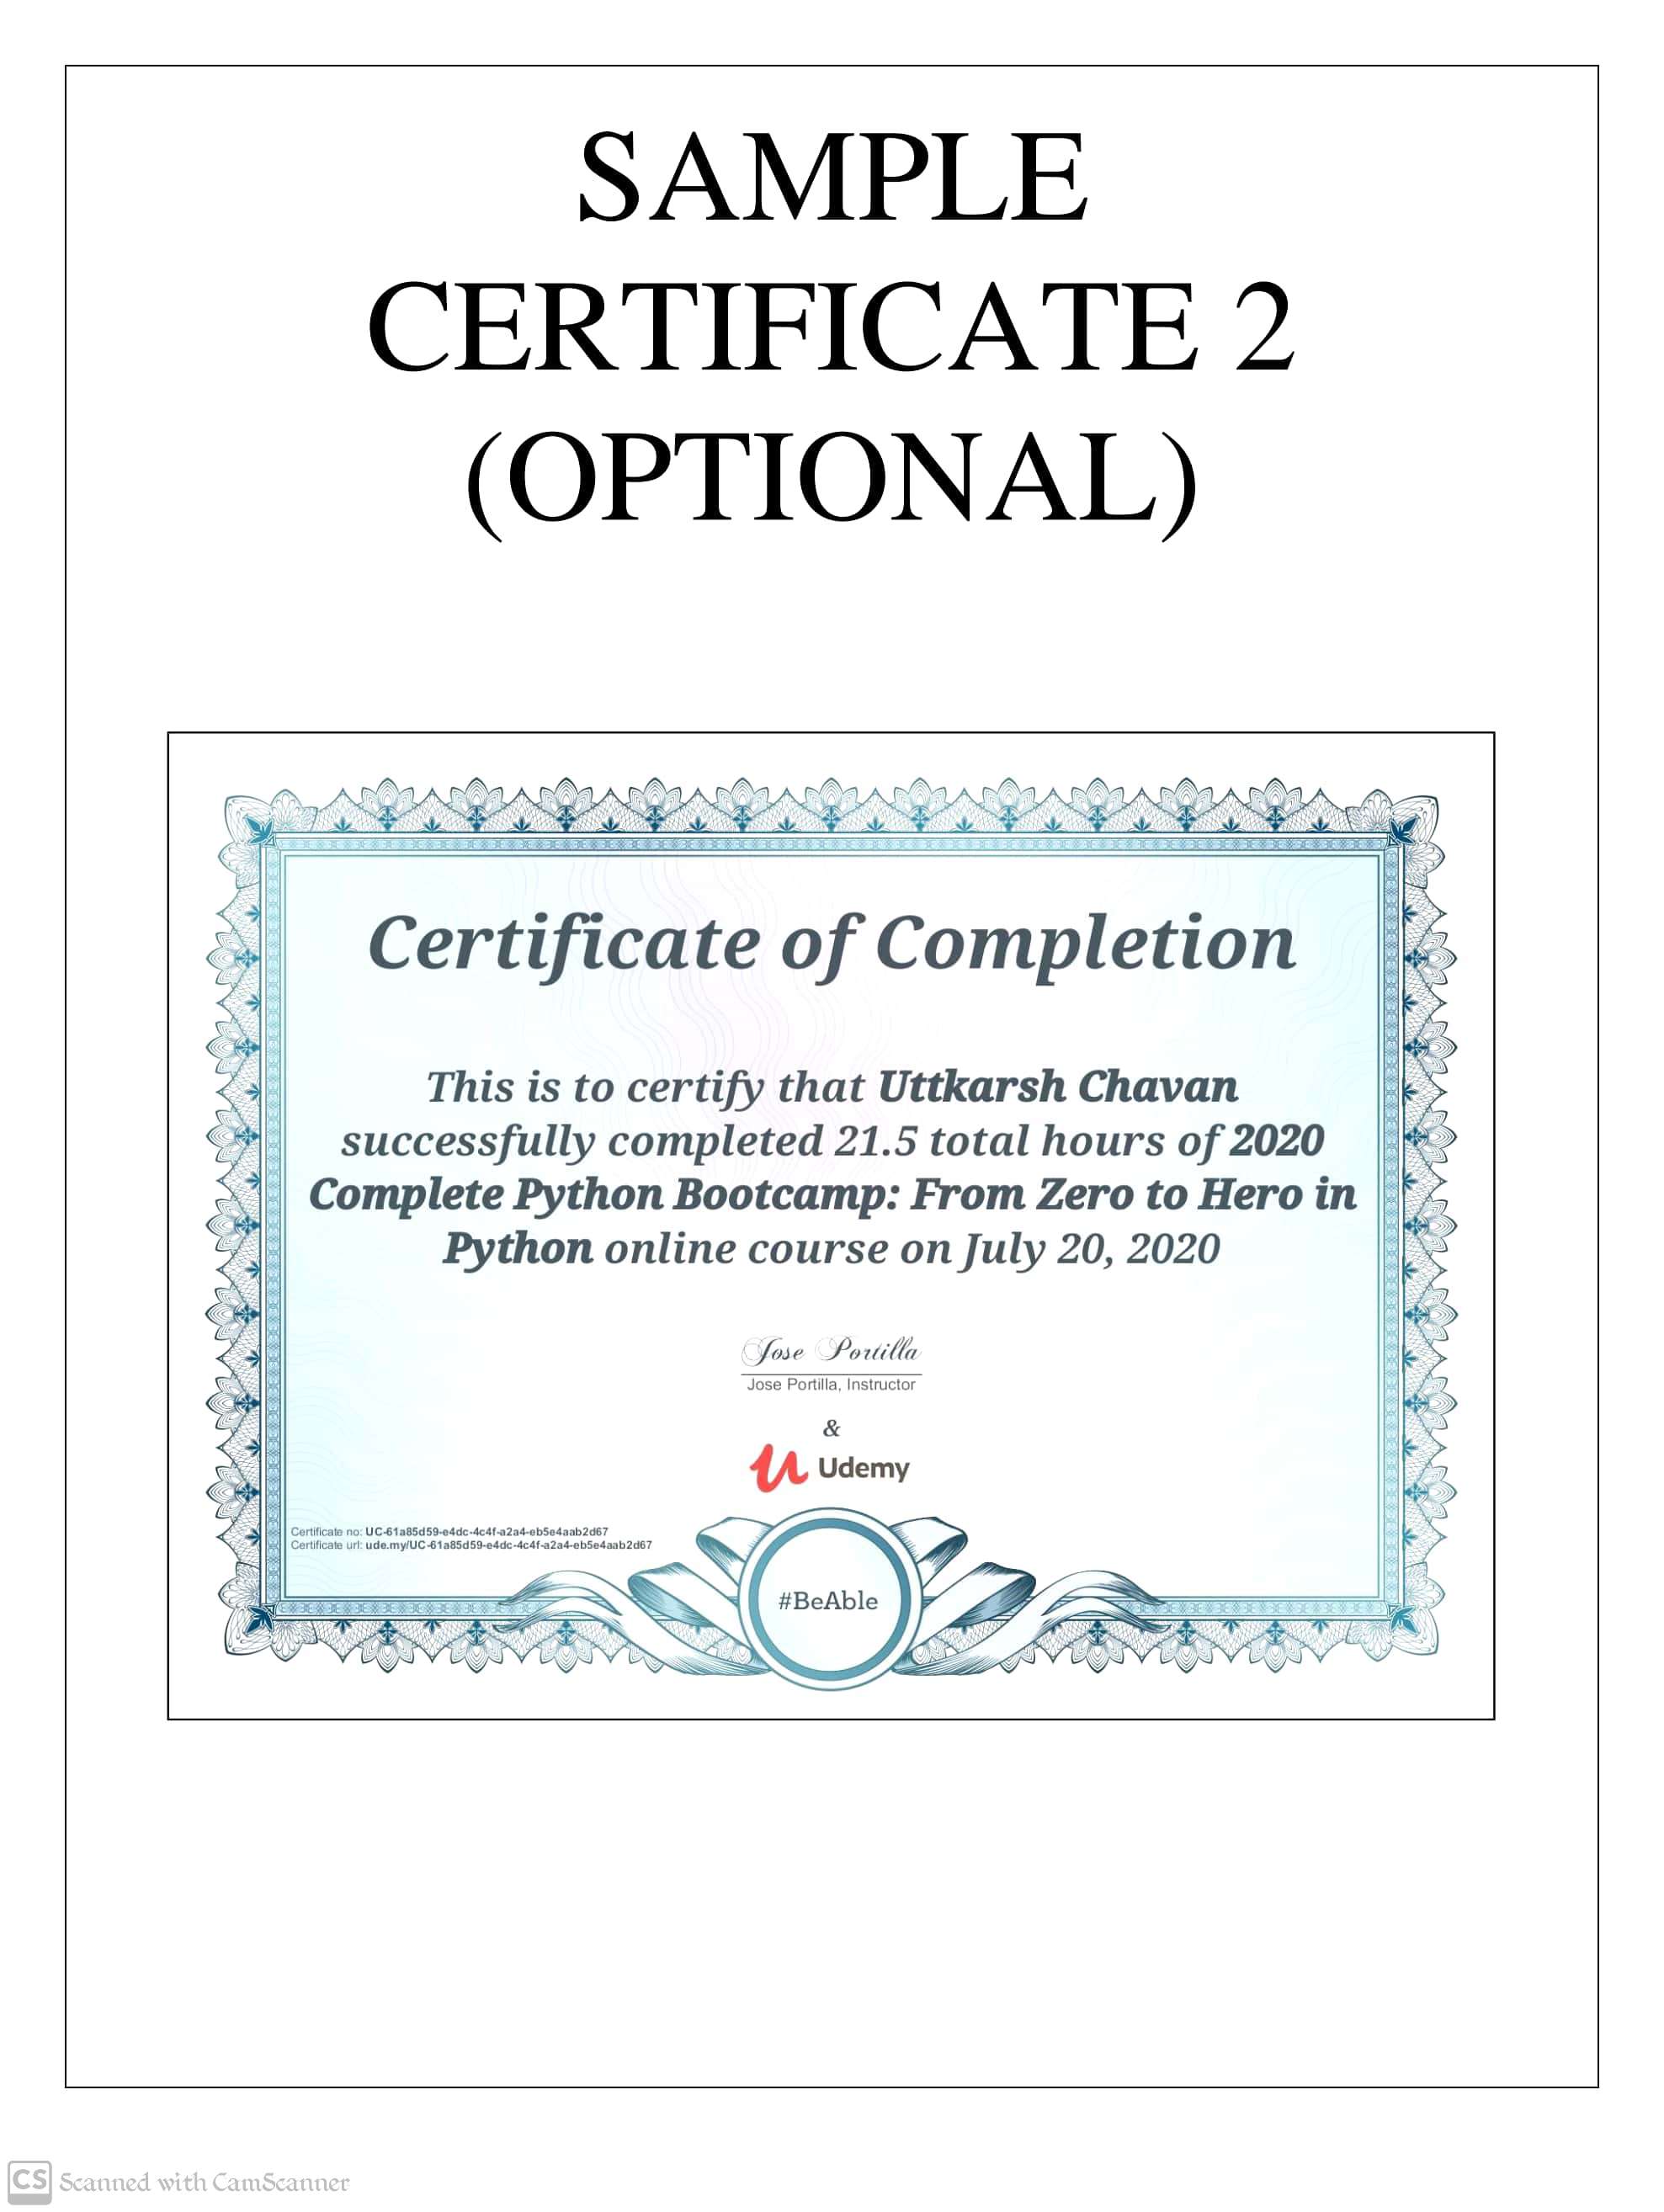 SAMPLE
CERTIFICATE 2
(OPTIONAL)
Certificate of Completion
This is to certify that Uttkarsh Chavan
successfully completed 21.5 total hours of 2020
Complete Python Bootcamp: From Zero to Hero in
Python online course on July 20, 2020
Jose Portilla
Jose Portilla, Instructor
&
Udemy
Certificate no: UC-61a85d59-e4dc-4c4f-a2a4-eb5e4aab2d67
Certificate url: ude.my/UC-61a85d59-e4dc-4c4f-a2a4-eb5e4aab2d67
#BeAble
CS Scanned with CamScanner